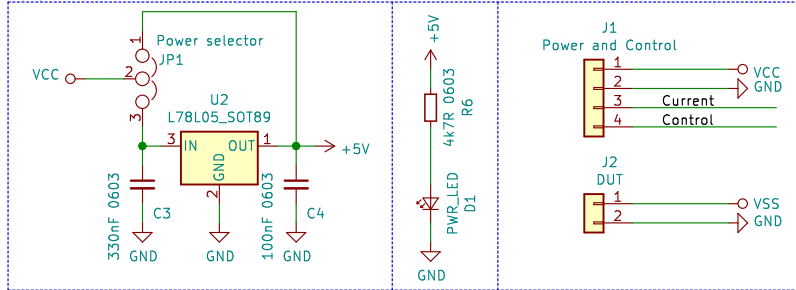 1
Power selector
JP1
VCC
2
3
U2
L78L05_SOT89
3
IN
OUT
1
GND
2
+5V
330nF 0603
C3
GND
GND
100nF 0603
C4
GND
+5V
4k7R 0603
R6
PWR_LED
D1
GND
J1
Power and Control
1
VCC
2
GND
3
Current
4
Control
J2
DUT
1
VSS
2
GND